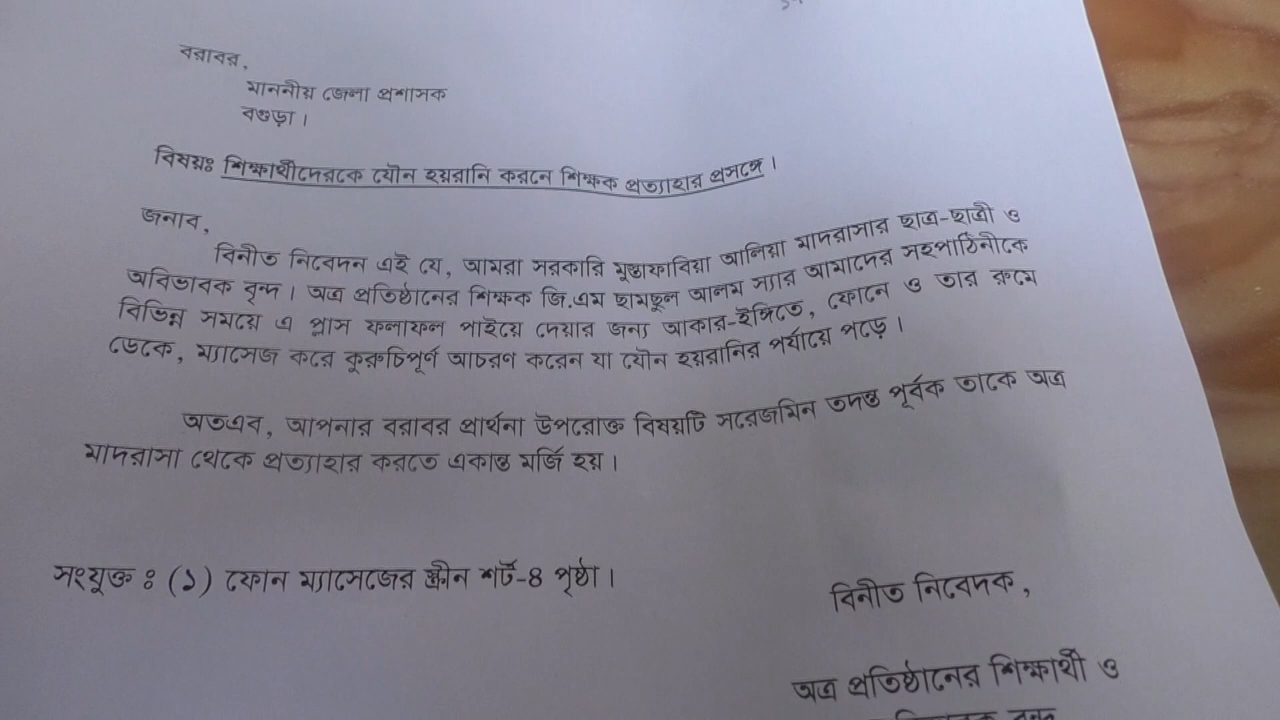 বরাবর,
মাননীয় জেলা প্রশাসক
বগুড়া।
বিষয়ঃ শিক্ষার্থীদেরকে যৌন হয়রানি করনে শিক্ষক প্রত্যাহার প্রসঙ্গে।
জনাব,
বিনীত নিবেদন এই যে, আমরা সরকারি মুস্তাফাবিয়া আলিয়া মাদরাসার ছাত্র-ছাত্রী ও
অবিভাবক বৃন্দ। অত্র প্রতিষ্ঠানের শিক্ষক জি.এম ছামছুল আলম স্যার আমাদের সহপাঠিনীকে
বিভিন্ন সময়ে এ প্লাস ফলাফল পাইয়ে দেয়ার জন্য আকার-ইঙ্গিতে, ফোনে ও তার রুমে
ডেকে, ম্যাসেজ করে কুরুচিপূর্ণ আচরণ করেন যা যৌন হয়রানির পর্যায়ে পড়ে।
অতএব, আপনার বরাবর প্রার্থনা উপরোক্ত বিষয়টি সরেজমিন তদন্ত পূর্বক তাকে অত্র
মাদরাসা থেকে প্রত্যাহার করতে একান্ত মর্জি হয়।
সংযুক্ত ঃ (১) ফোন ম্যাসেজের স্ক্রীন শর্ট-৪ পৃষ্ঠা।
বিনীত নিবেদক,
অত্র প্রতিষ্ঠানের শিক্ষার্থী ও